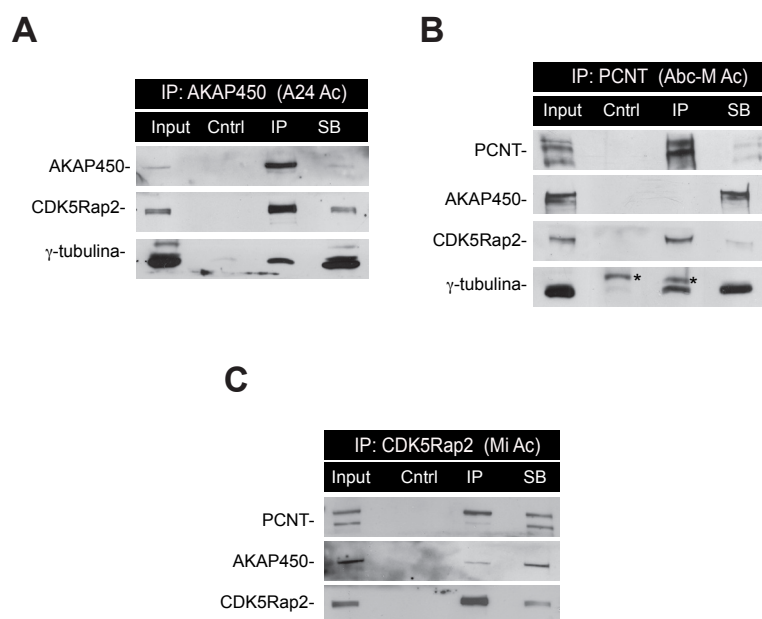 A
IP: AKAP450 (A24 Ac)
Input Cntrl IP SB
AKAP450-
CDK5Rap2-
γ-tubulina-
B
IP: PCNT (Abc-M Ac)
Input Cntrl IP SB
PCNT-
AKAP450-
CDK5Rap2-
γ-tubulina-
* *
C
IP: CDK5Rap2 (Mi Ac)
Input Cntrl IP SB
PCNT-
AKAP450-
CDK5Rap2-